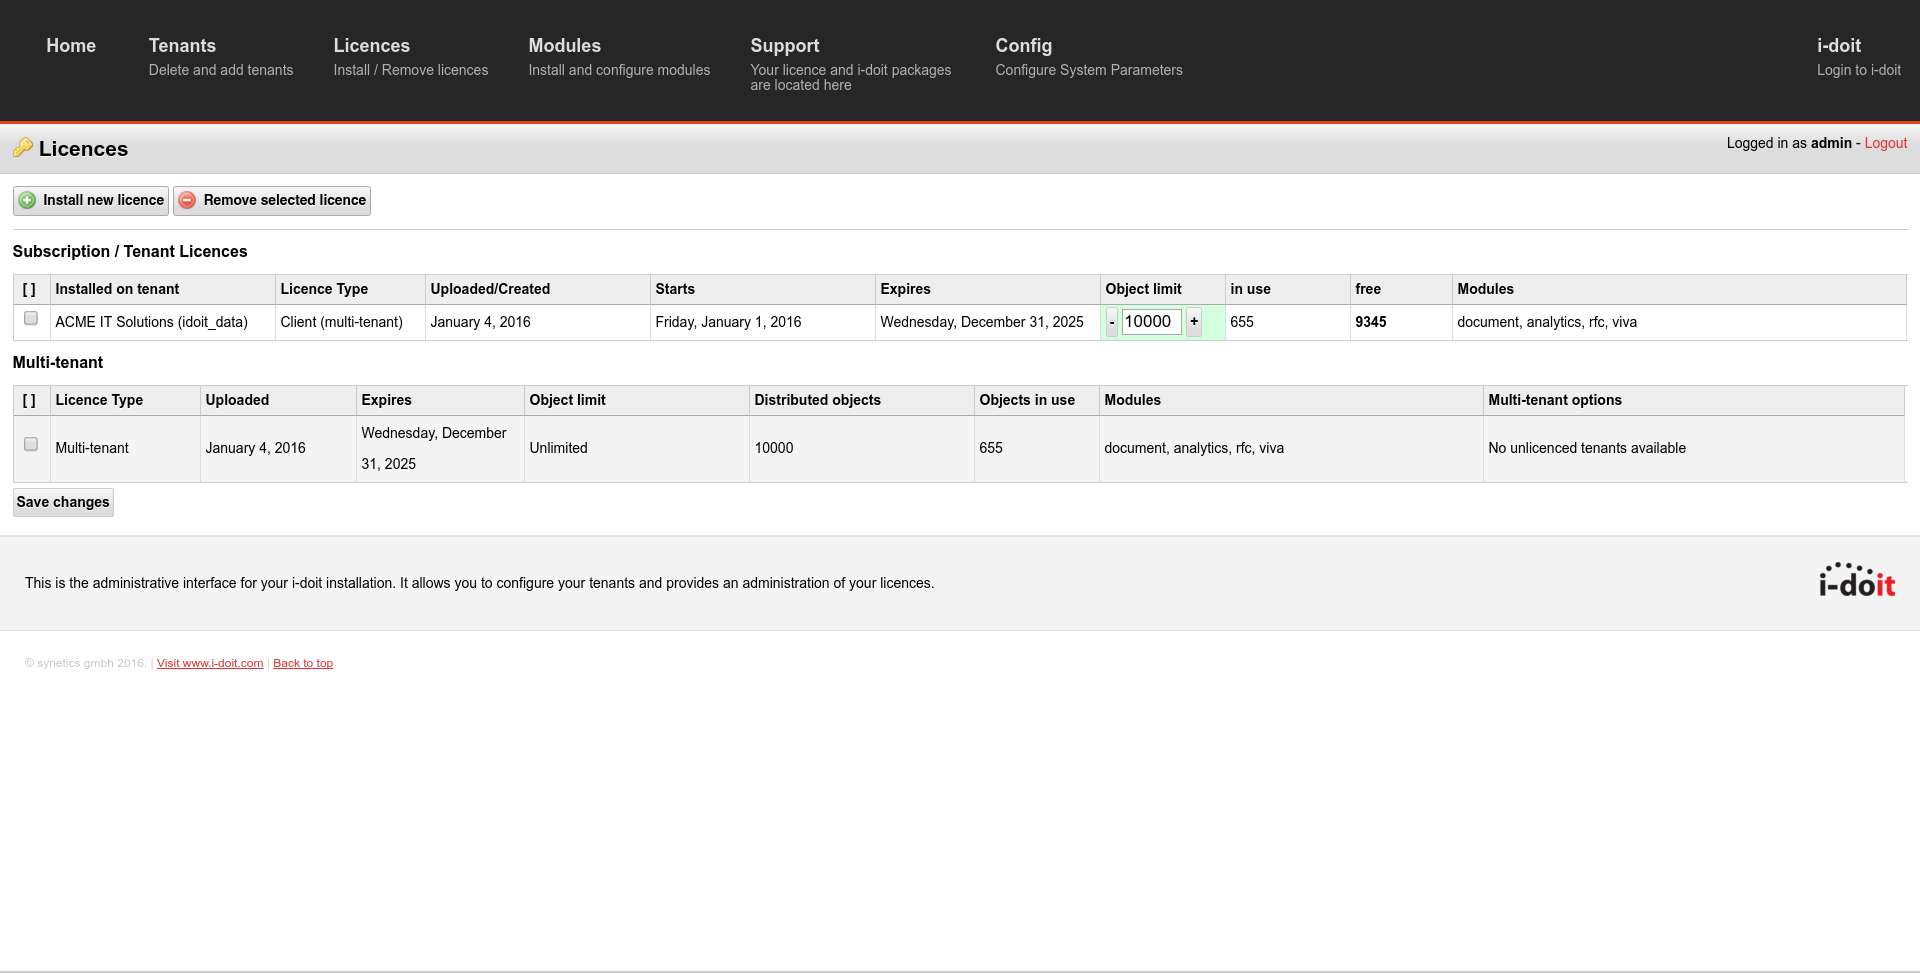 Home
Tenants
Delete and add tenants
Licences
Install / Remove licences
Modules
Install and configure modules
Support
Your licence and i-doit packages
are located here
Config
Configure System Parameters
i-doit
Login to i-doit
Licences
Logged in as admin - Logout
Install new licence Remove selected licence
Subscription / Tenant Licences
[ ] Installed on tenant Licence Type Uploaded/Created Starts Expires Object limit in use free Modules
ACME IT Solutions (idoit_data) Client (multi-tenant) January 4, 2016 Friday, January 1, 2016 Wednesday, December 31, 2025 - 10000 + 655 9345 document, analytics, rfc, viva
Multi-tenant
[ ] Licence Type Uploaded Expires Object limit Distributed objects Objects in use Modules Multi-tenant options
Multi-tenant January 4, 2016 Wednesday, December
31, 2025 Unlimited 10000 655 document, analytics, rfc, viva No unlicenced tenants available
Save changes
This is the administrative interface for your i-doit installation. It allows you to configure your tenants and provides an administration of your licences.
i-doit
© synetics gmbh 2016. | Visit www.i-doit.com | Back to top